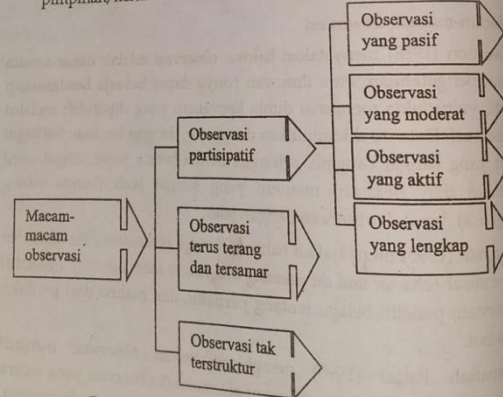 Observasi
yang pasif
Observasi
yang moderat
Observasi
partisipatif
Observasi
yang aktif
Macam-
macam
observasi
Observasi
terus terang
dan tersamar
Observasi
yang lengkap
Observasi tak
terstruktur